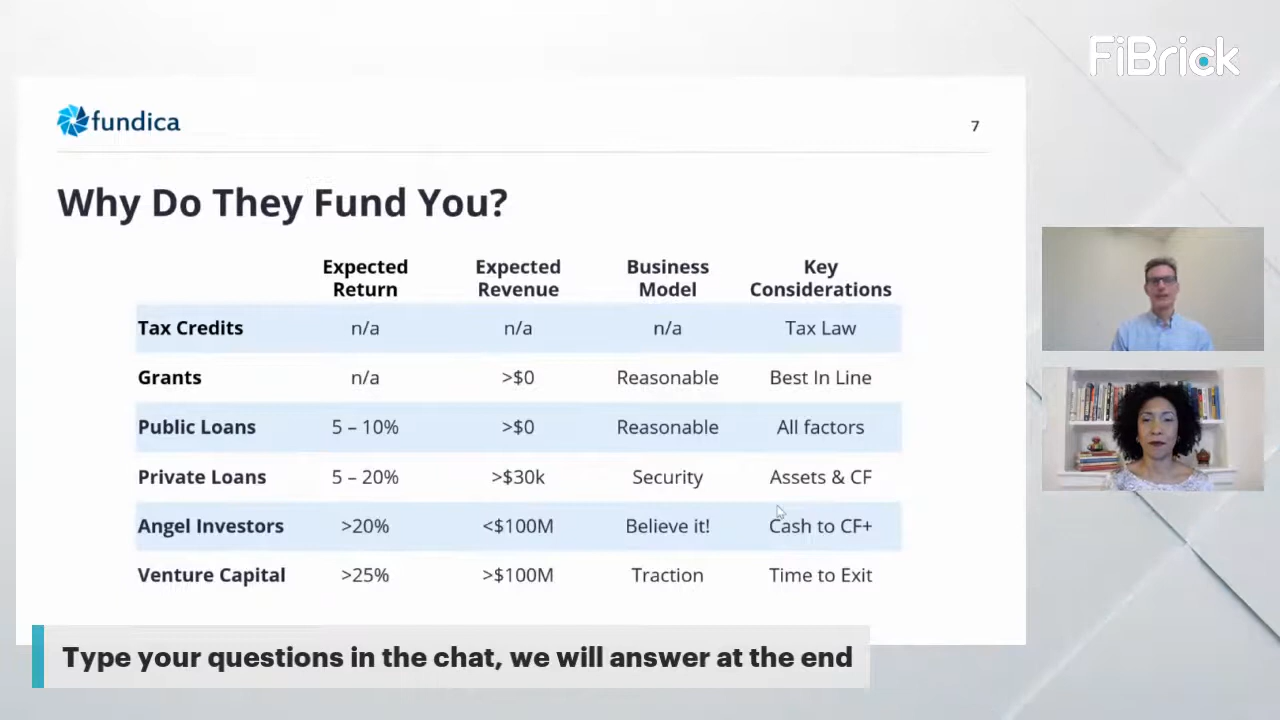 FiBrick
fundica
7
Why Do They Fund You?
Expected Return Expected Revenue Business Model Key Considerations
Tax Credits n/a n/a n/a Tax Law
Grants n/a >$0 Reasonable Best In Line
Public Loans 5 – 10% >$0 Reasonable All factors
Private Loans 5 – 20% >$30k Security Assets & CF
Angel Investors >20% <$100M Believe it! Cash to CF+
Venture Capital >25% >$100M Traction Time to Exit
Type your questions in the chat, we will answer at the end